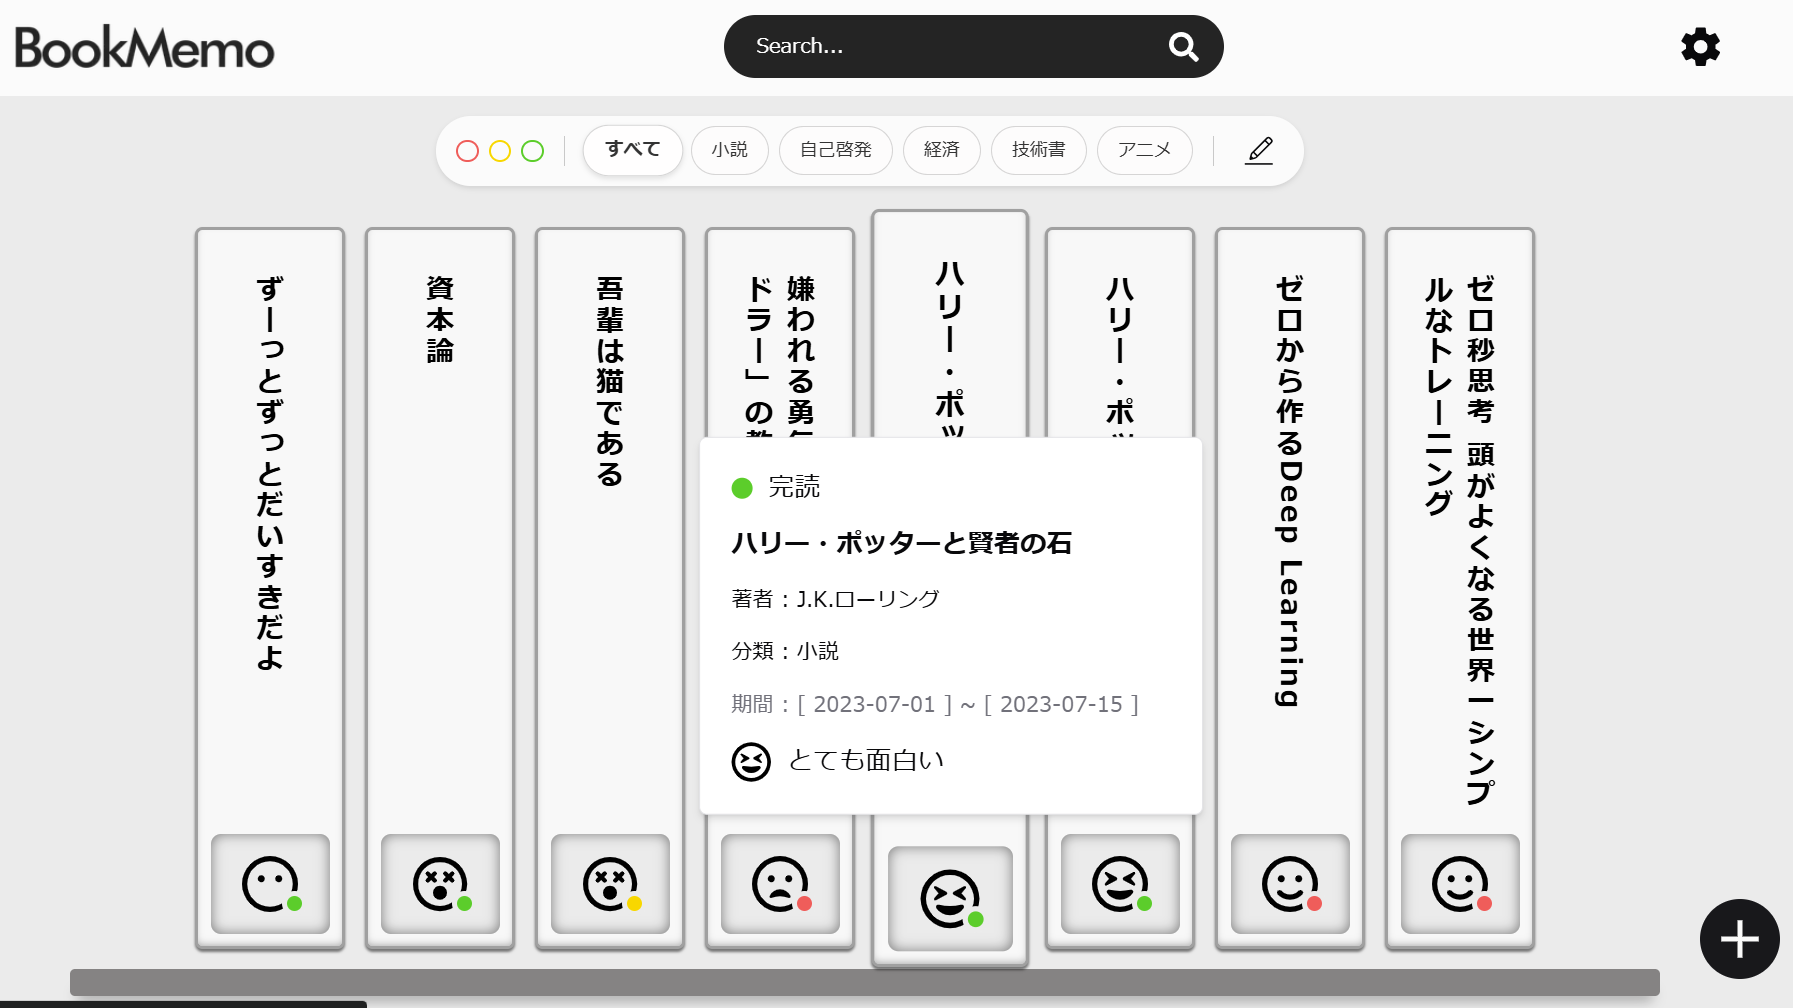 BookMemo
Search...
すべて
小説
自己啓発
経済
技術書
アニメ
ずーっとずっとだいすきだよ
資本論
吾輩は猫である
嫌われる勇
ドラー」の
ハリー・ポッ
ハリー・ポ
ゼロから作るDeep Learning
ゼロ秒思考 頭がよくなる世界一シンプ
ルなトレーニング
完読
ハリー・ポッターと賢者の石
著者：J.K.ローリング
分類：小説
期間：[ 2023-07-01 ] ~ [ 2023-07-15 ]
とても面白い